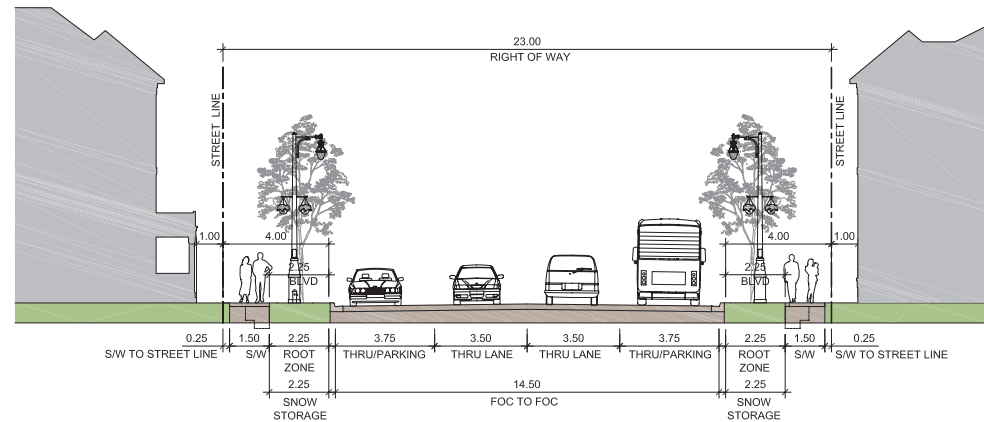 23.00
RIGHT OF WAY
STREET LINE
STREET LINE
1.00
4.00
4.00
1.00
2.25
BLVD
2.25
BLVD
0.25
1.50
2.25
3.75
3.50
3.50
3.75
2.25
1.50
0.25
S/W TO STREET LINE
S/W
ROOT
ZONE
THRU/PARKING
THRU LANE
THRU LANE
THRU/PARKING
ROOT
ZONE
S/W
S/W TO STREET LINE
2.25
14.50
2.25
SNOW
STORAGE
FOC TO FOC
SNOW
STORAGE